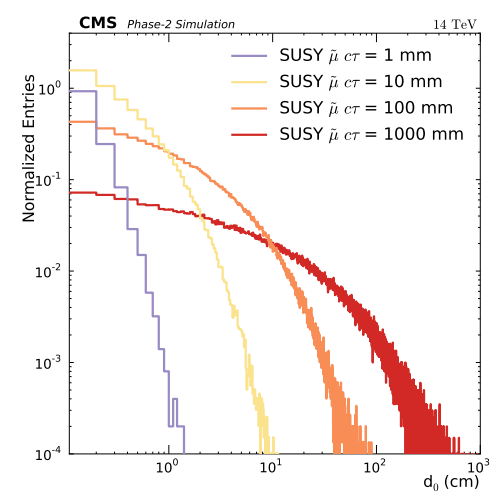 CMS Phase-2 Simulation 14 TeV
SUSY μ̃ cτ = 1 mm
SUSY μ̃ cτ = 10 mm
SUSY μ̃ cτ = 100 mm
SUSY μ̃ cτ = 1000 mm
Normalized Entries
10⁰
10⁻¹
10⁻²
10⁻³
10⁻⁴
10⁰ 10¹ 10² 10³
d₀ (cm)